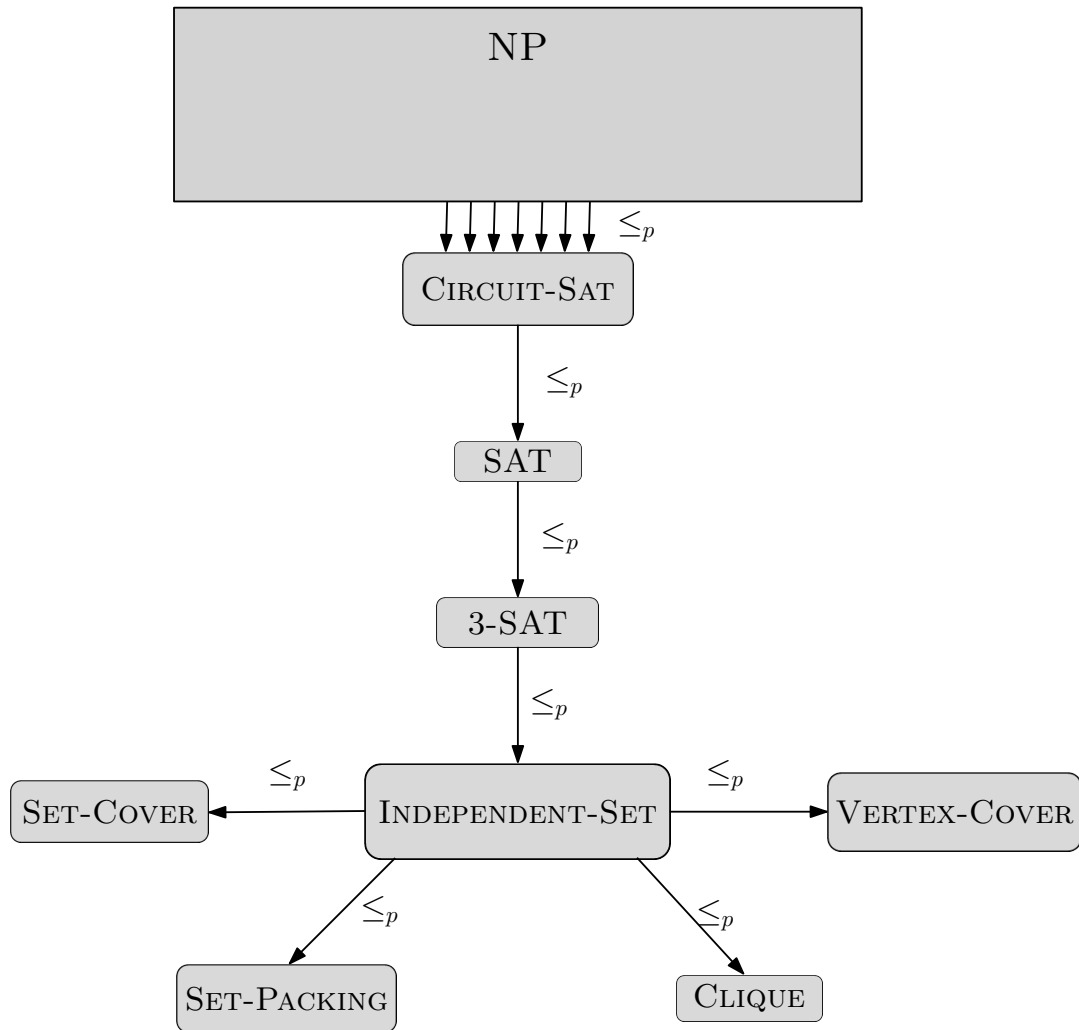 NP
≤p
CIRCUIT-SAT
≤p
SAT
≤p
3-SAT
≤p
≤p
≤p
SET-COVER
INDEPENDENT-SET
VERTEX-COVER
≤p
≤p
SET-PACKING
CLIQUE